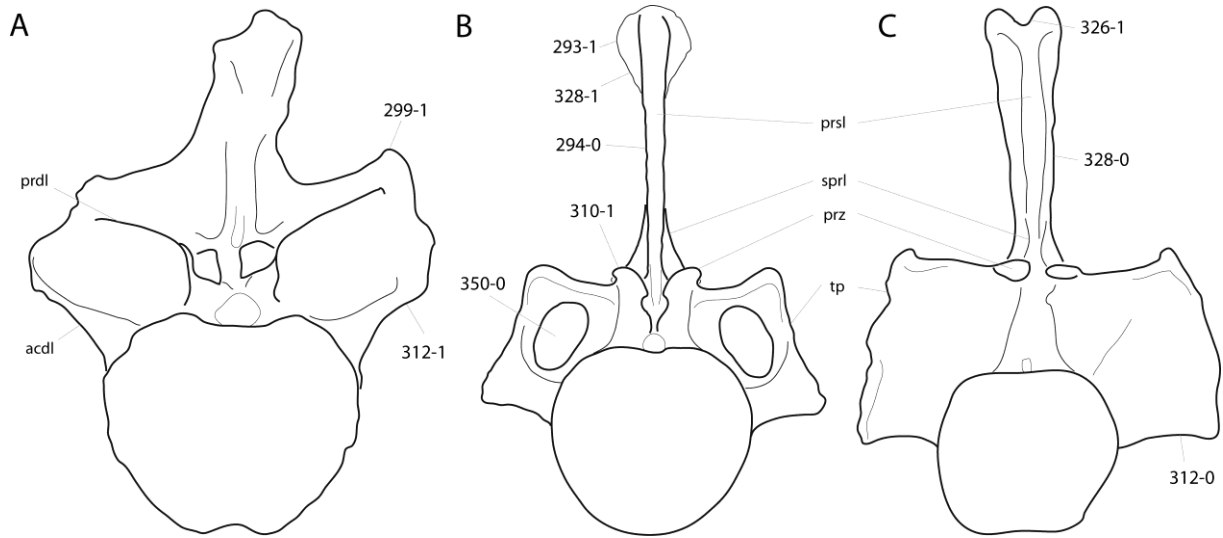 A
299-1
prdl
acdl
312-1
B
293-1
328-1
294-0
310-1
350-0
prsl
sprl
prz
tp
C
326-1
328-0
312-0